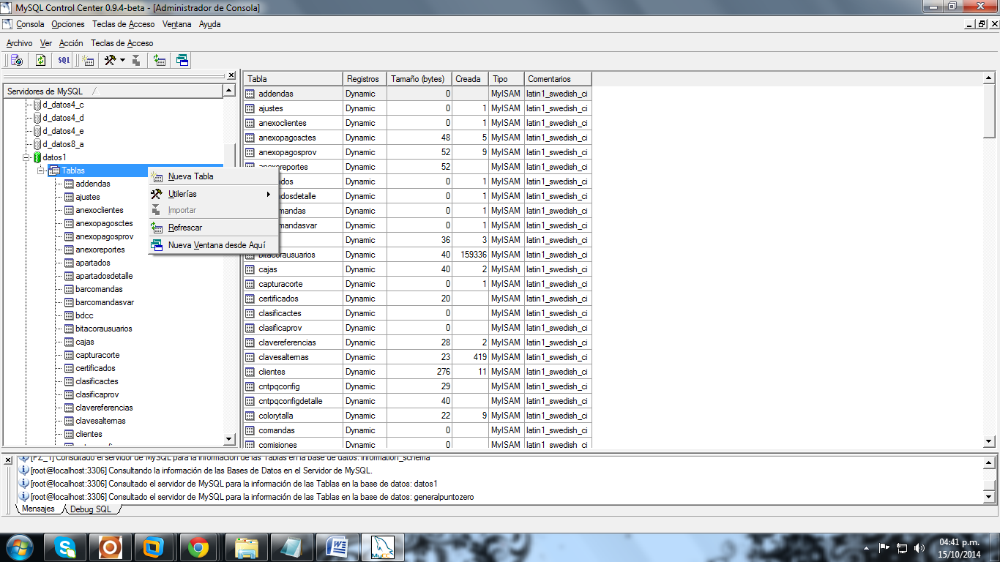 MySQL Control Center 0.9.4-beta - [Administrador de Consola]
Consola Opciones Teclas de Acceso Ventana Ayuda
Archivo Ver Acción Teclas de Acceso
SQL
Servidores de MySQL
d_datos4_c
d_datos4_d
d_datos4_e
d_datos8_a
datos1
Tablas
addendas
ajustes
anexoclientes
anexopagosctes
anexopagosprov
anexoreportes
apartados
apartadosdetalle
barcomandas
barcomandasvar
bdcc
bitacorausuarios
cajas
capturacorte
certificados
clasificactes
clasificaprov
clavereferencias
clavesalternas
clientes
Nueva Tabla
Utilerías
Importar
Refrescar
Nueva Ventana desde Aquí
Tabla Registros Tamaño (bytes) Creada Tipo Comentarios
addendas Dynamic 0 MyISAM latin1_swedish_ci
ajustes Dynamic 0 1 MyISAM latin1_swedish_ci
anexoclientes Dynamic 0 1 MyISAM latin1_swedish_ci
anexopagosctes Dynamic 48 5 MyISAM latin1_swedish_ci
anexopagosprov Dynamic 52 9 MyISAM latin1_swedish_ci
anexoreportes Dynamic 52 MyISAM latin1_swedish_ci
dos Dynamic 0 1 MyISAM latin1_swedish_ci
dosdetalle Dynamic 0 1 MyISAM latin1_swedish_ci
omandas Dynamic 0 1 MyISAM latin1_swedish_ci
mandasvar Dynamic 0 1 MyISAM latin1_swedish_ci
Dynamic 36 3 MyISAM latin1_swedish_ci
bitacorausuarios Dynamic 40 159336 MyISAM latin1_swedish_ci
cajas Dynamic 40 2 MyISAM latin1_swedish_ci
capturacorte Dynamic 0 1 MyISAM latin1_swedish_ci
certificados Dynamic 20 MyISAM latin1_swedish_ci
clasificactes Dynamic 0 MyISAM latin1_swedish_ci
clasificaprov Dynamic 0 MyISAM latin1_swedish_ci
clavereferencias Dynamic 28 2 MyISAM latin1_swedish_ci
clavesalternas Dynamic 23 419 MyISAM latin1_swedish_ci
clientes Dynamic 276 11 MyISAM latin1_swedish_ci
cntpqconfig Dynamic 29 MyISAM latin1_swedish_ci
cntpqconfigdetalle Dynamic 40 MyISAM latin1_swedish_ci
colorytalla Dynamic 22 9 MyISAM latin1_swedish_ci
comandas Dynamic 0 MyISAM latin1_swedish_ci
comisiones Dynamic 0 MyISAM latin1_swedish_ci
[PZ_1] Consultado el servidor de MySQL para la información de las Tablas en la base de datos: information_schema
[root@localhost:3306] Consultando la información de las Bases de Datos en el Servidor de MySQL.
[root@localhost:3306] Consultado el servidor de MySQL para la información de las Tablas en la base de datos: datos1
[root@localhost:3306] Consultado el servidor de MySQL para la información de las Tablas en la base de datos: generalpuntozero
Mensajes Debug SQL
MyCC
04:41 p.m.
15/10/2014